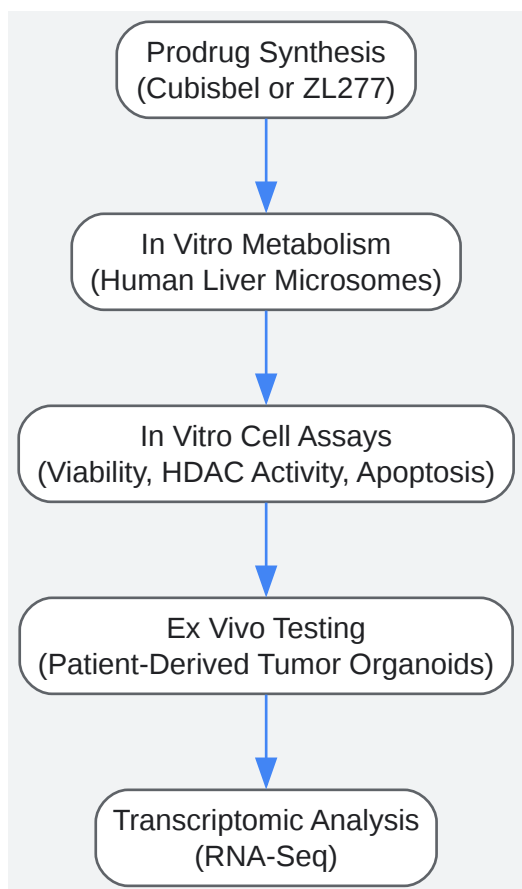 Prodrug Synthesis
(Cubisbel or ZL277)
In Vitro Metabolism
(Human Liver Microsomes)
In Vitro Cell Assays
(Viability, HDAC Activity, Apoptosis)
Ex Vivo Testing
(Patient-Derived Tumor Organoids)
Transcriptomic Analysis
(RNA-Seq)